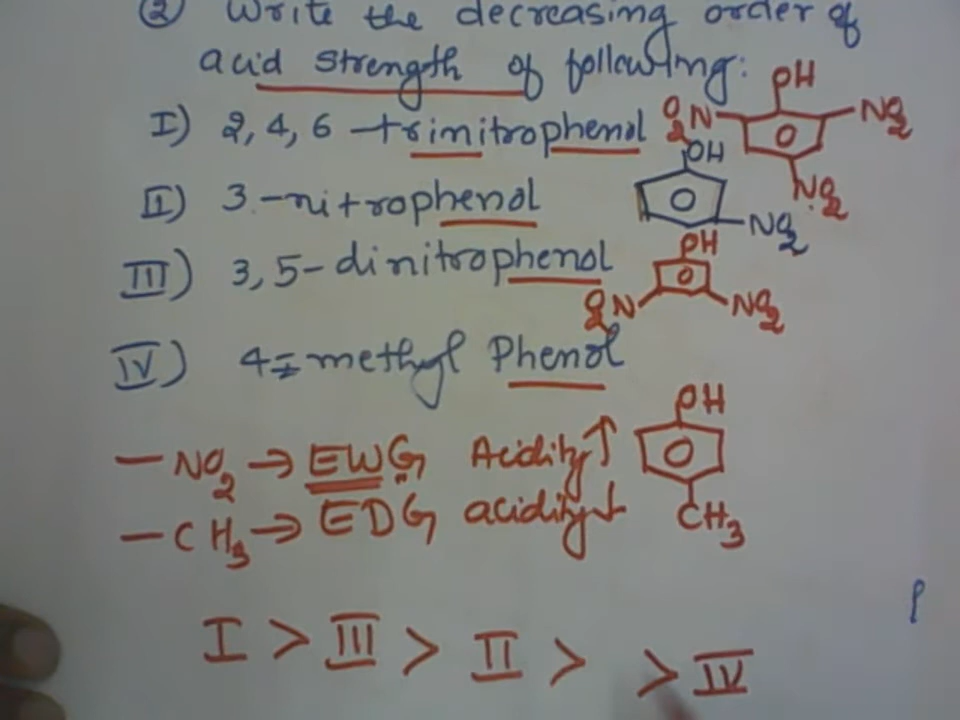 ② Write the decreasing order of
acid strength of following:
I) 2, 4, 6 - trinitrophenol
II) 3 - nitrophenol
III) 3, 5 - dinitrophenol
IV) 4 - methyl Phenol
OH
O2N
NO2
NO2
OH
NO2
OH
O2N
NO2
OH
CH3
— NO2 → EWG Acidity ↑
— CH3 → EDG acidity ↓
I > III > II > > IV